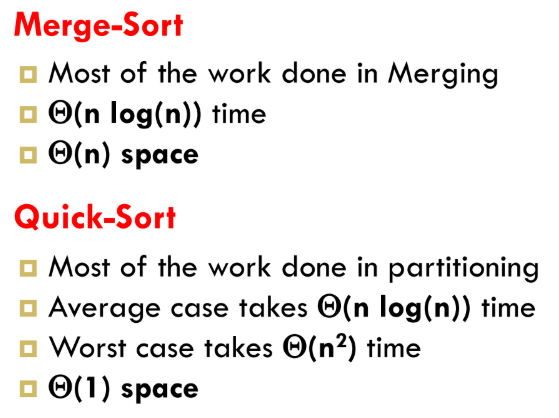 Merge-Sort
Most of the work done in Merging
Θ(n log(n)) time
Θ(n) space
Quick-Sort
Most of the work done in partitioning
Average case takes Θ(n log(n)) time
Worst case takes Θ(n²) time
Θ(1) space